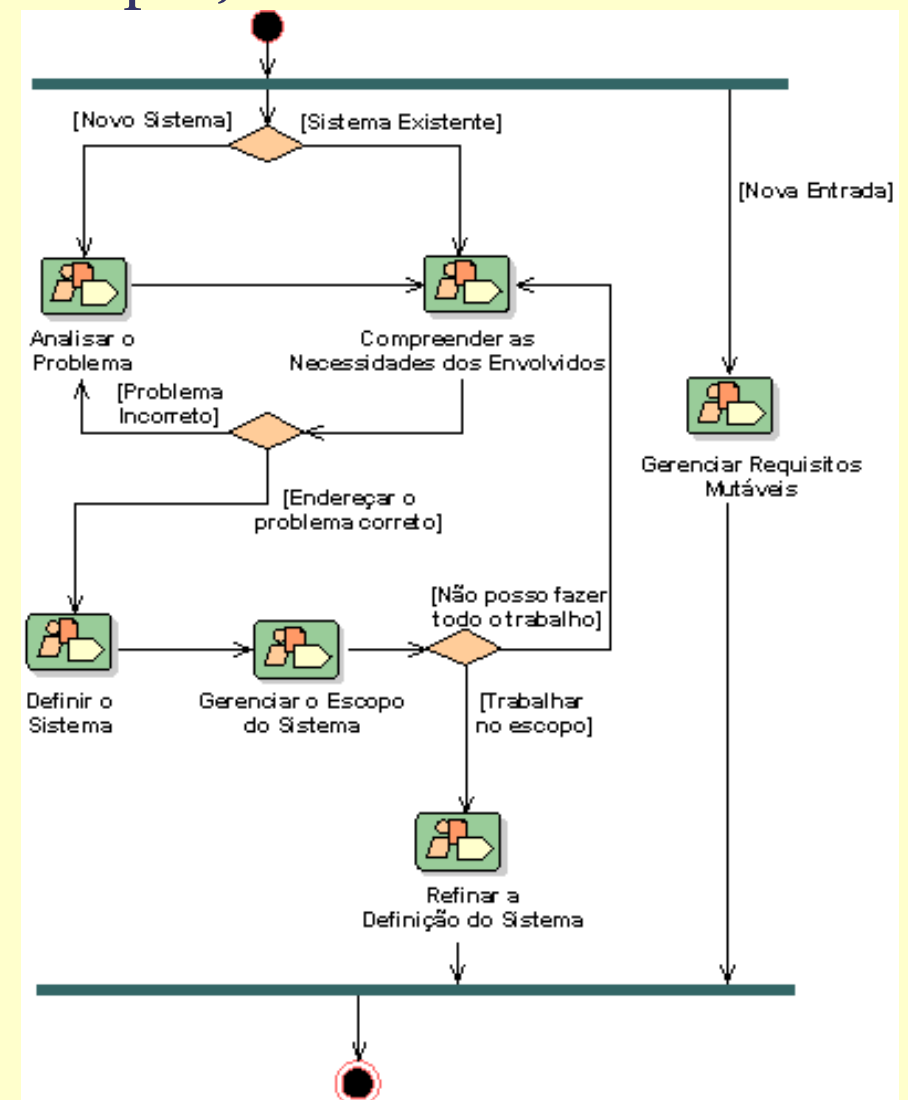 [Novo Sistema]
[Sistema Existente]
[Nova Entrada]
Analisar o
Problema
Compreender as
Necessidades dos Envolvidos
[Problema
Incorreto]
Gerenciar Requisitos
Mutáveis
[Endereçar o
problema correto]
[Não posso fazer
todo o trabalho]
Definir o
Sistema
Gerenciar o Escopo
do Sistema
[Trabalhar
no escopo]
Refinar a
Definição do Sistema